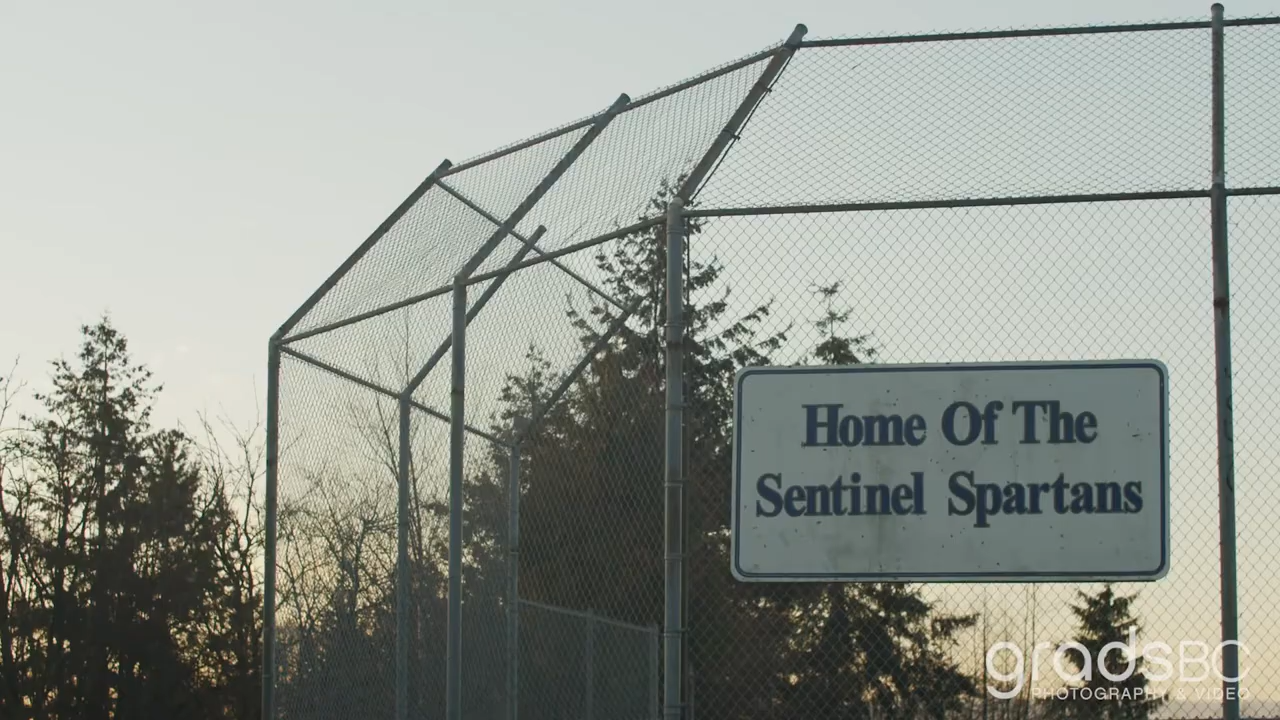 Home Of The
Sentinel Spartans
gradsBC
PHOTOGRAPHY & VIDEO